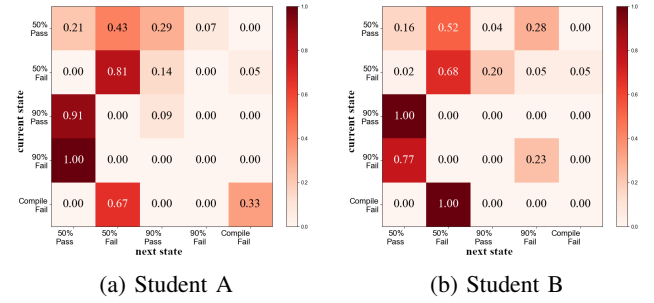 50% Pass 0.21 0.43 0.29 0.07 0.00
50% Fail 0.00 0.81 0.14 0.00 0.05
90% Pass 0.91 0.00 0.09 0.00 0.00
90% Fail 1.00 0.00 0.00 0.00 0.00
Compile Fail 0.00 0.67 0.00 0.00 0.33
current state
50% Pass 50% Fail 90% Pass 90% Fail Compile Fail
next state
1.0
0.8
0.6
0.4
0.2
0.0
(a) Student A
50% Pass 0.16 0.52 0.04 0.28 0.00
50% Fail 0.02 0.68 0.20 0.05 0.05
90% Pass 1.00 0.00 0.00 0.00 0.00
90% Fail 0.77 0.00 0.00 0.23 0.00
Compile Fail 0.00 1.00 0.00 0.00 0.00
current state
50% Pass 50% Fail 90% Pass 90% Fail Compile Fail
next state
1.0
0.8
0.6
0.4
0.2
0.0
(b) Student B